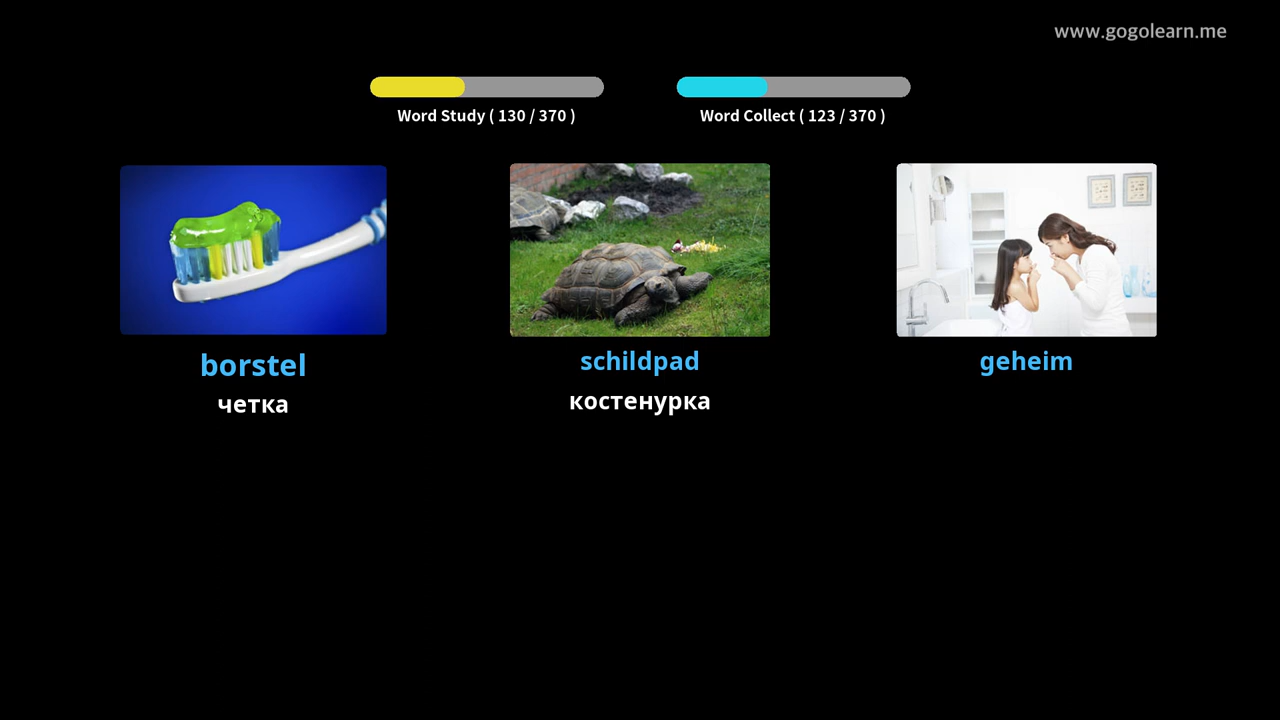 www.gogolearn.me
Word Study ( 130 / 370 )
Word Collect ( 123 / 370 )
borstel
четка
schildpad
костенурка
geheim